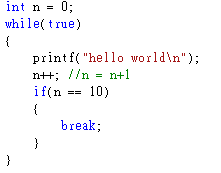 int n = 0;
while(true)
{
    printf("hello world\n");
    n++; //n = n+1
    if(n == 10)
    {
        break;
    }
}